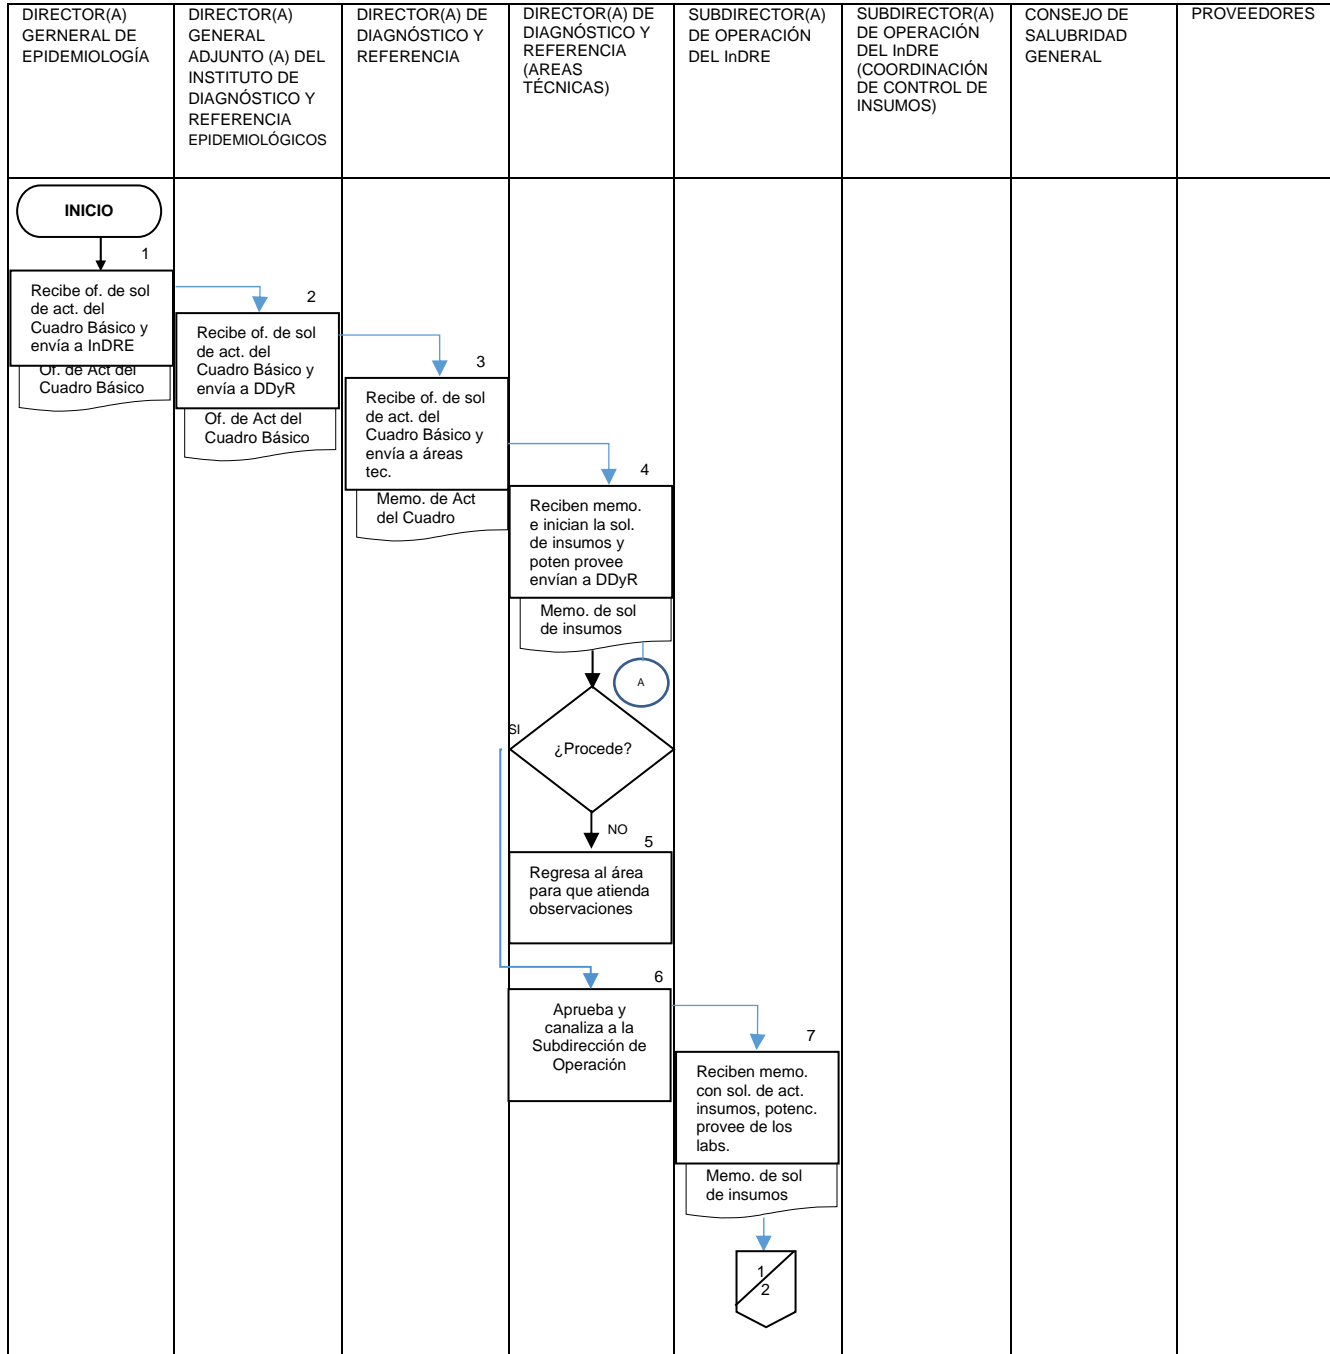 DIRECTOR(A)
GERNERAL DE
EPIDEMIOLOGÍA
DIRECTOR(A)
GENERAL
ADJUNTO (A) DEL
INSTITUTO DE
DIAGNÓSTICO Y
REFERENCIA
EPIDEMIOLÓGICOS
DIRECTOR(A) DE
DIAGNÓSTICO Y
REFERENCIA
DIRECTOR(A) DE
DIAGNÓSTICO Y
REFERENCIA
(AREAS
TÉCNICAS)
SUBDIRECTOR(A)
DE OPERACIÓN
DEL InDRE
SUBDIRECTOR(A)
DE OPERACIÓN
DEL InDRE
(COORDINACIÓN
DE CONTROL DE
INSUMOS)
CONSEJO DE
SALUBRIDAD
GENERAL
PROVEEDORES
INICIO
1
Recibe of. de sol
de act. del
Cuadro Básico y
envía a InDRE
Of. de Act del
Cuadro Básico
2
Recibe of. de sol
de act. del
Cuadro Básico y
envía a DDyR
Of. de Act del
Cuadro Básico
3
Recibe of. de sol
de act. del
Cuadro Básico y
envía a áreas
tec.
Memo. de Act
del Cuadro
4
Reciben memo.
e inician la sol.
de insumos y
poten provee
envían a DDyR
Memo. de sol
de insumos
A
SI
¿Procede?
NO
5
Regresa al área
para que atienda
observaciones
6
Aprueba y
canaliza a la
Subdirección de
Operación
7
Reciben memo.
con sol. de act.
insumos, potenc.
provee de los
labs.
Memo. de sol
de insumos
1
2